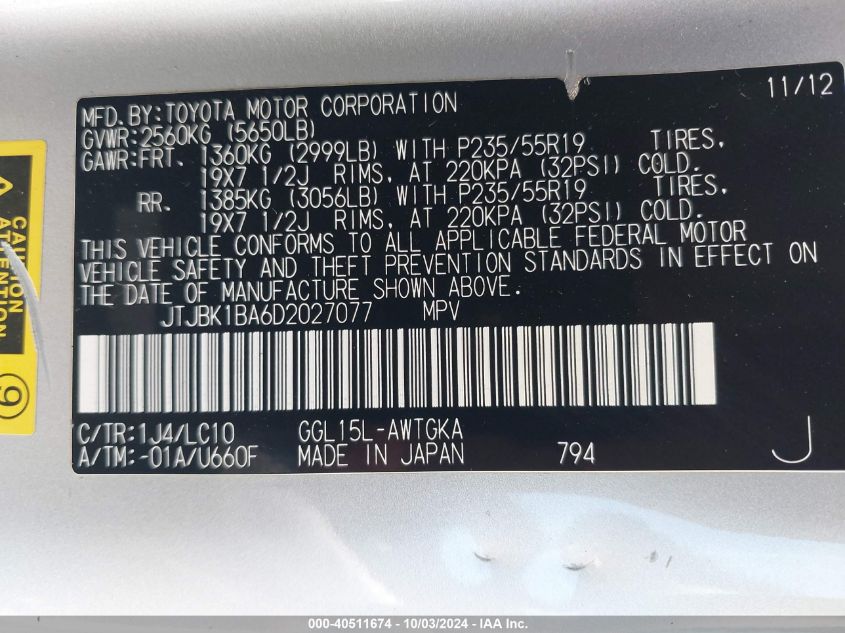 MFD. BY: TOYOTA MOTOR CORPORATION 11/12
GVWR: 2560KG (5650LB)
GAWR: FRT. 1360KG (2999LB) WITH P235/55R19 TIRES,
19X7 1/2J RIMS, AT 220KPA (32PSI) COLD.
RR. 1385KG (3056LB) WITH P235/55R19 TIRES,
19X7 1/2J RIMS, AT 220KPA (32PSI) COLD.
THIS VEHICLE CONFORMS TO ALL APPLICABLE FEDERAL MOTOR
VEHICLE SAFETY AND THEFT PREVENTION STANDARDS IN EFFECT ON
THE DATE OF MANUFACTURE SHOWN ABOVE.
JTJBK1BA6D2027077 MPV
C/TR: 1J4/LC10 GGL15L-AWTGKA
A/TM: -01A/U660F MADE IN JAPAN 794 J
CAUTION
ATTENTION
9
000-40511674 - 10/03/2024 - IAA Inc.